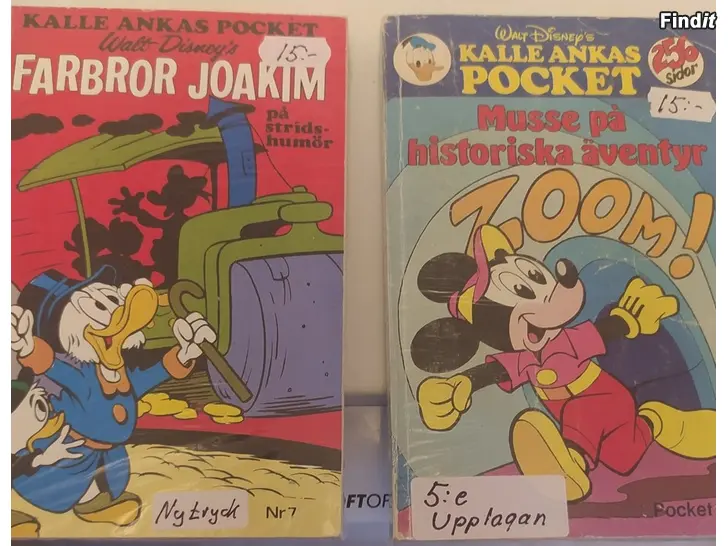 KALLE ANKAS POCKET
Walt Disney's
15:-
FARBROR JOAKIM
på
strids-
humör
Nytryck
Nr 7
Findit
WALT DISNEY'S
KALLE ANKAS
POCKET
256
sidor
15:-
Musse på
historiska äventyr
ZOOM!
5:e
Upplagan
Pocket
FTOF